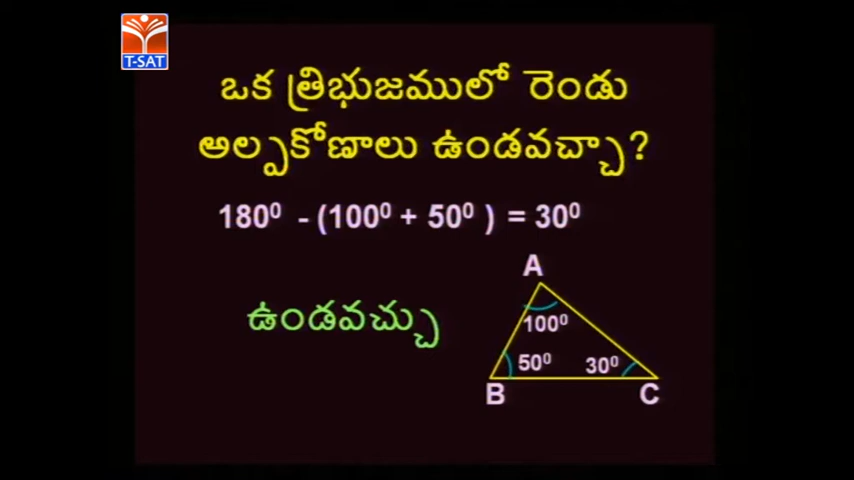 T-SAT
ఒక త్రిభుజములో రెండు
అల్పకోణాలు ఉండవచ్చా?
180⁰ - (100⁰ + 50⁰ ) = 30⁰
ఉండవచ్చు
A
100⁰
50⁰ 30⁰
B C